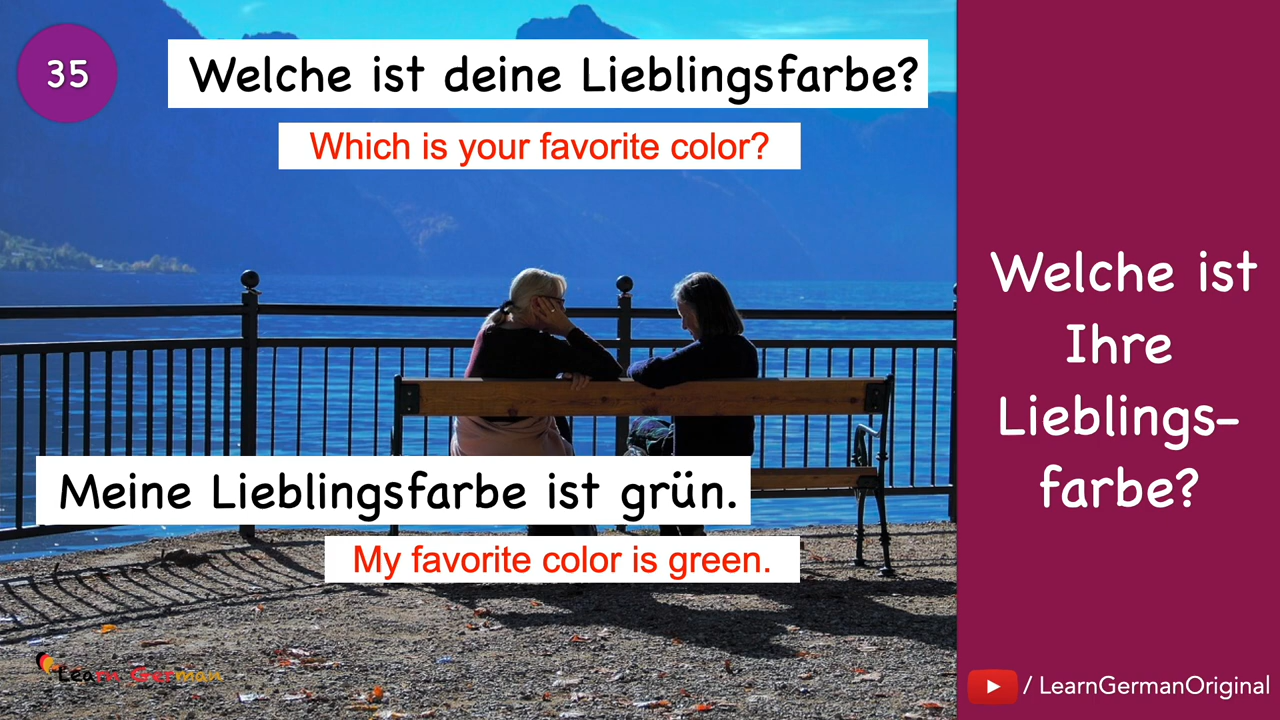 35
Welche ist deine Lieblingsfarbe?
Which is your favorite color?
Meine Lieblingsfarbe ist grün.
My favorite color is green.
Learn German
Welche ist
Ihre
Lieblings-
farbe?
/ LearnGermanOriginal